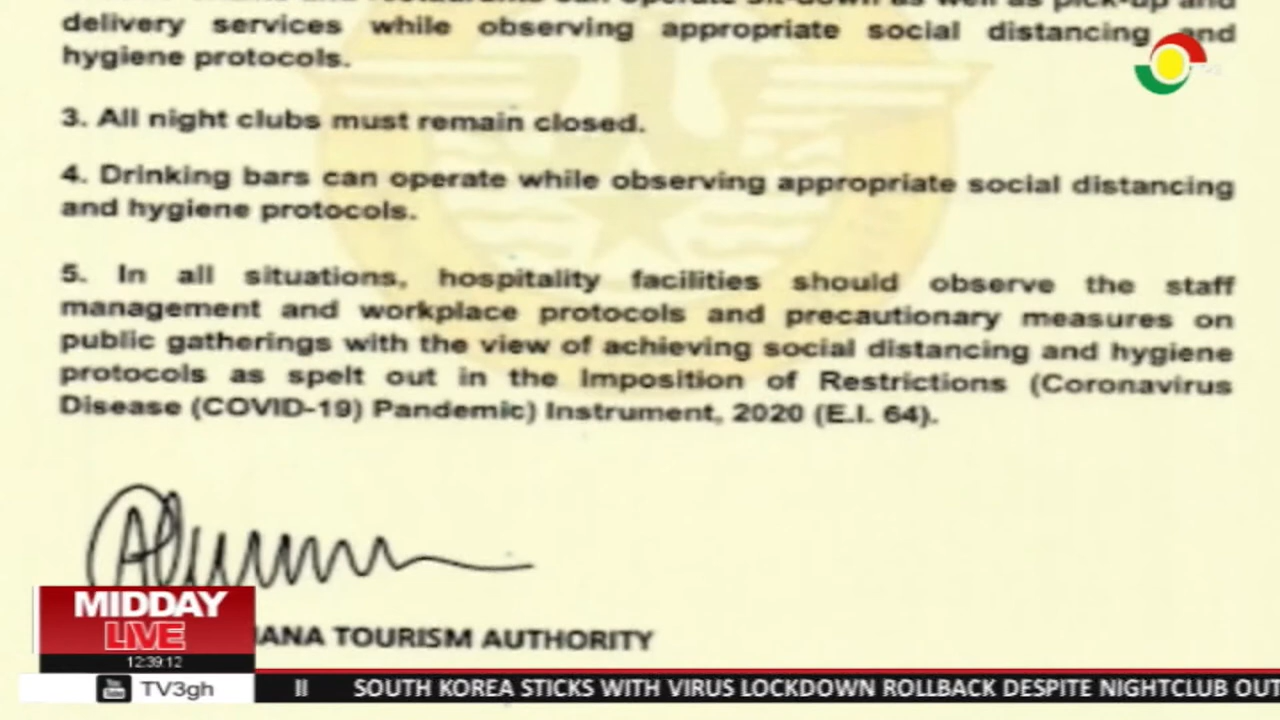 delivery services while observing appropriate social distancing and
hygiene protocols.
3. All night clubs must remain closed.
4. Drinking bars can operate while observing appropriate social distancing
and hygiene protocols.
5. In all situations, hospitality facilities should observe the staff
management and workplace protocols and precautionary measures on
public gatherings with the view of achieving social distancing and hygiene
protocols as spelt out in the Imposition of Restrictions (Coronavirus
Disease (COVID-19) Pandemic) Instrument, 2020 (E.I. 64).
MIDDAY
LIVE
12:39:12
IANA TOURISM AUTHORITY
You Tube TV3gh
SOUTH KOREA STICKS WITH VIRUS LOCKDOWN ROLLBACK DESPITE NIGHTCLUB OUT